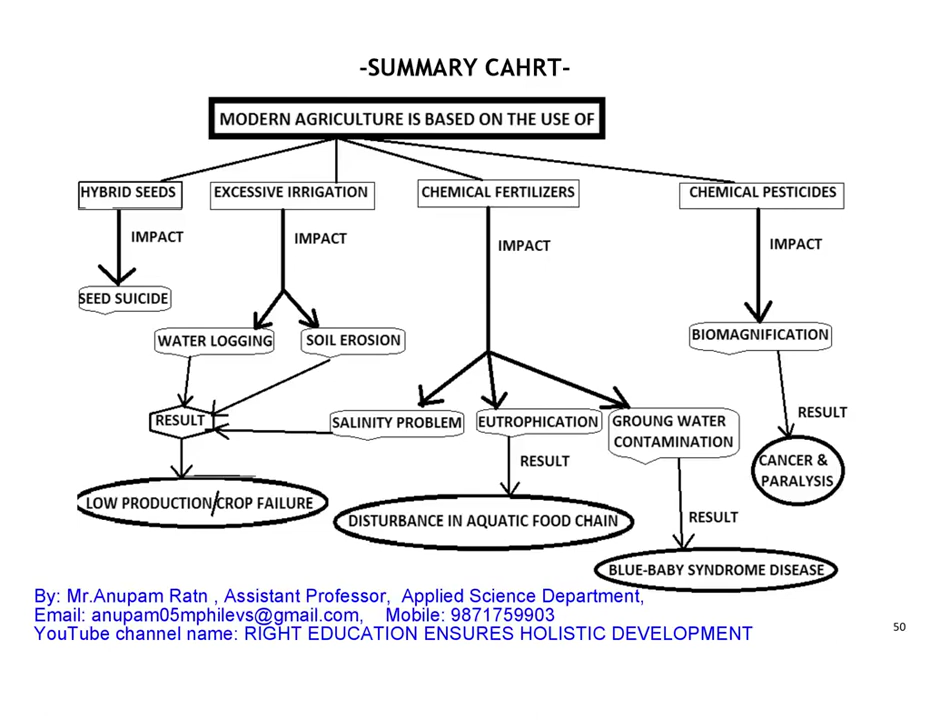 -SUMMARY CAHRT-
MODERN AGRICULTURE IS BASED ON THE USE OF
HYBRID SEEDS
EXCESSIVE IRRIGATION
CHEMICAL FERTILIZERS
CHEMICAL PESTICIDES
IMPACT
IMPACT
IMPACT
IMPACT
SEED SUICIDE
WATER LOGGING
SOIL EROSION
BIOMAGNIFICATION
RESULT
SALINITY PROBLEM
EUTROPHICATION
GROUNG WATER
CONTAMINATION
RESULT
RESULT
CANCER &
PARALYSIS
LOW PRODUCTION/CROP FAILURE
DISTURBANCE IN AQUATIC FOOD CHAIN
RESULT
BLUE-BABY SYNDROME DISEASE
By: Mr.Anupam Ratn , Assistant Professor, Applied Science Department,
Email: anupam05mphilevs@gmail.com, Mobile: 9871759903
YouTube channel name: RIGHT EDUCATION ENSURES HOLISTIC DEVELOPMENT
50